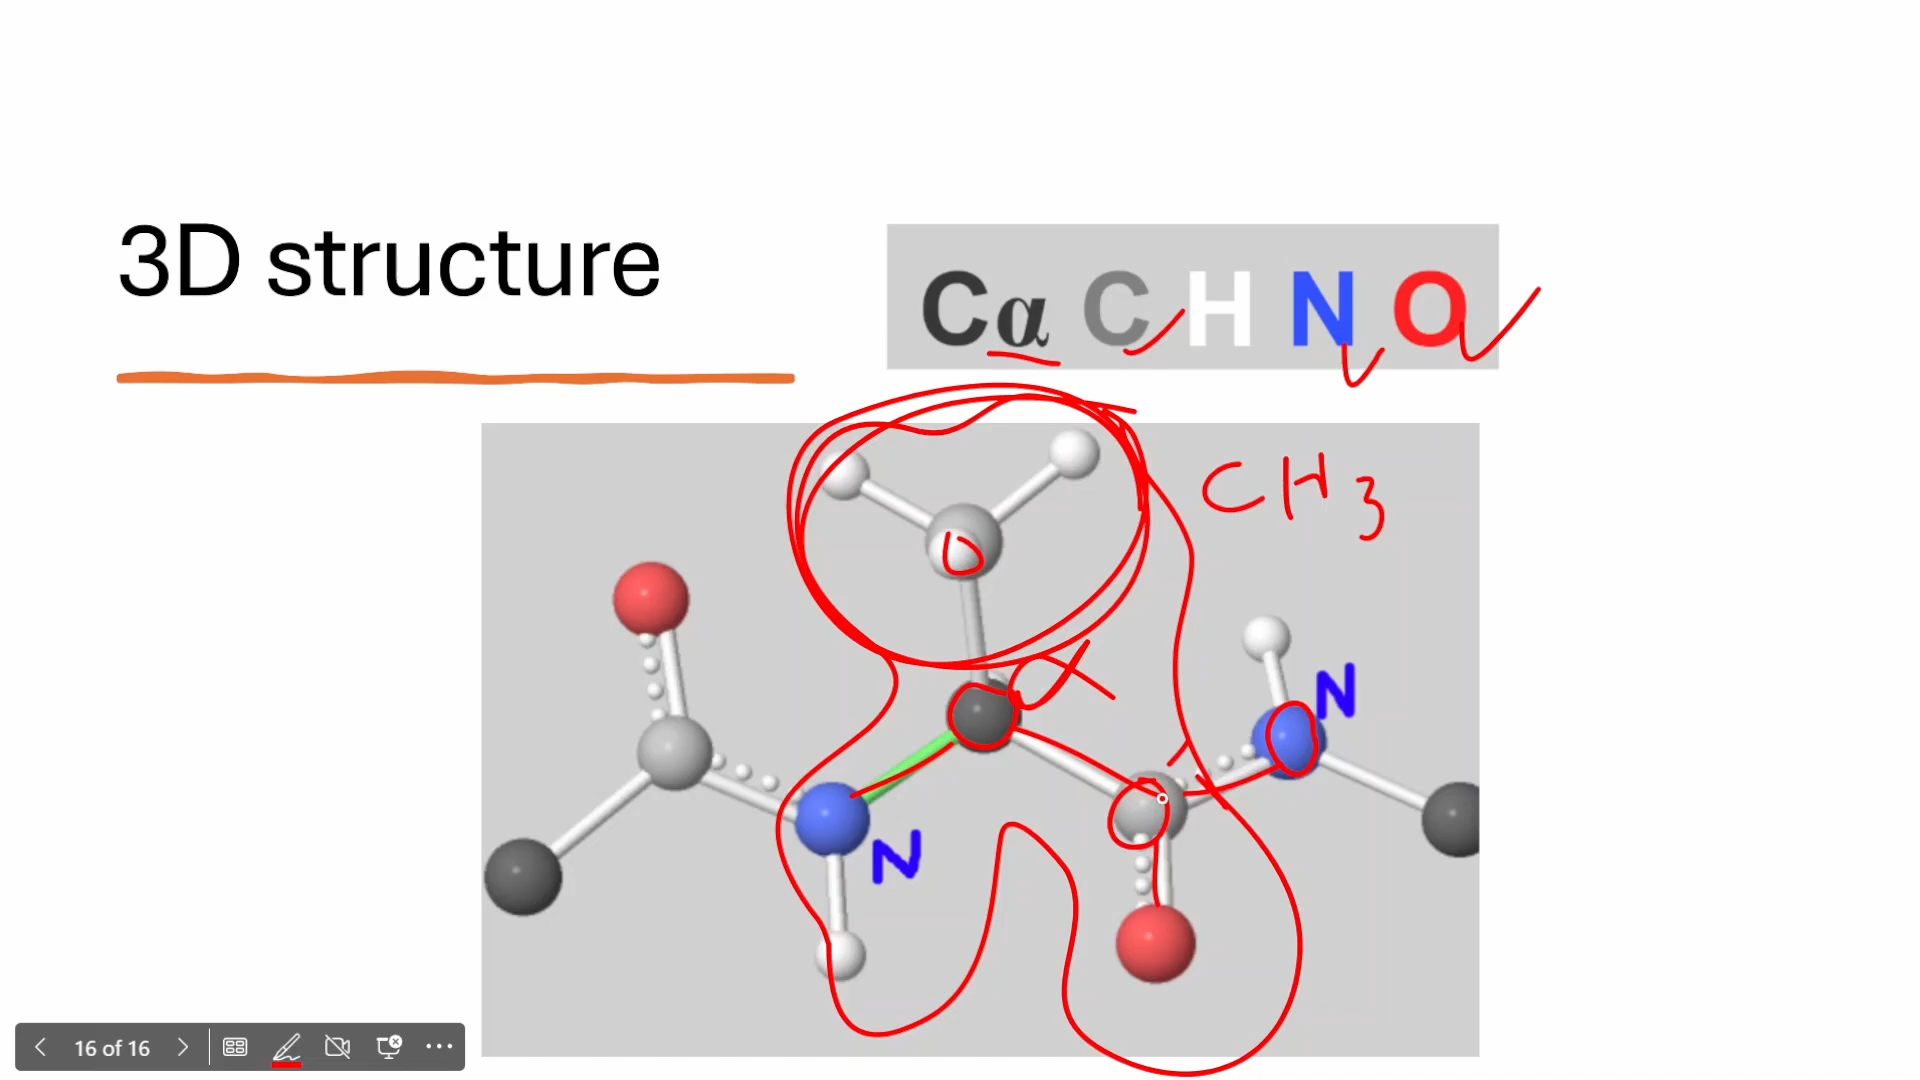 3D structure
Cα C H N O
CH3
α
N
N
16 of 16